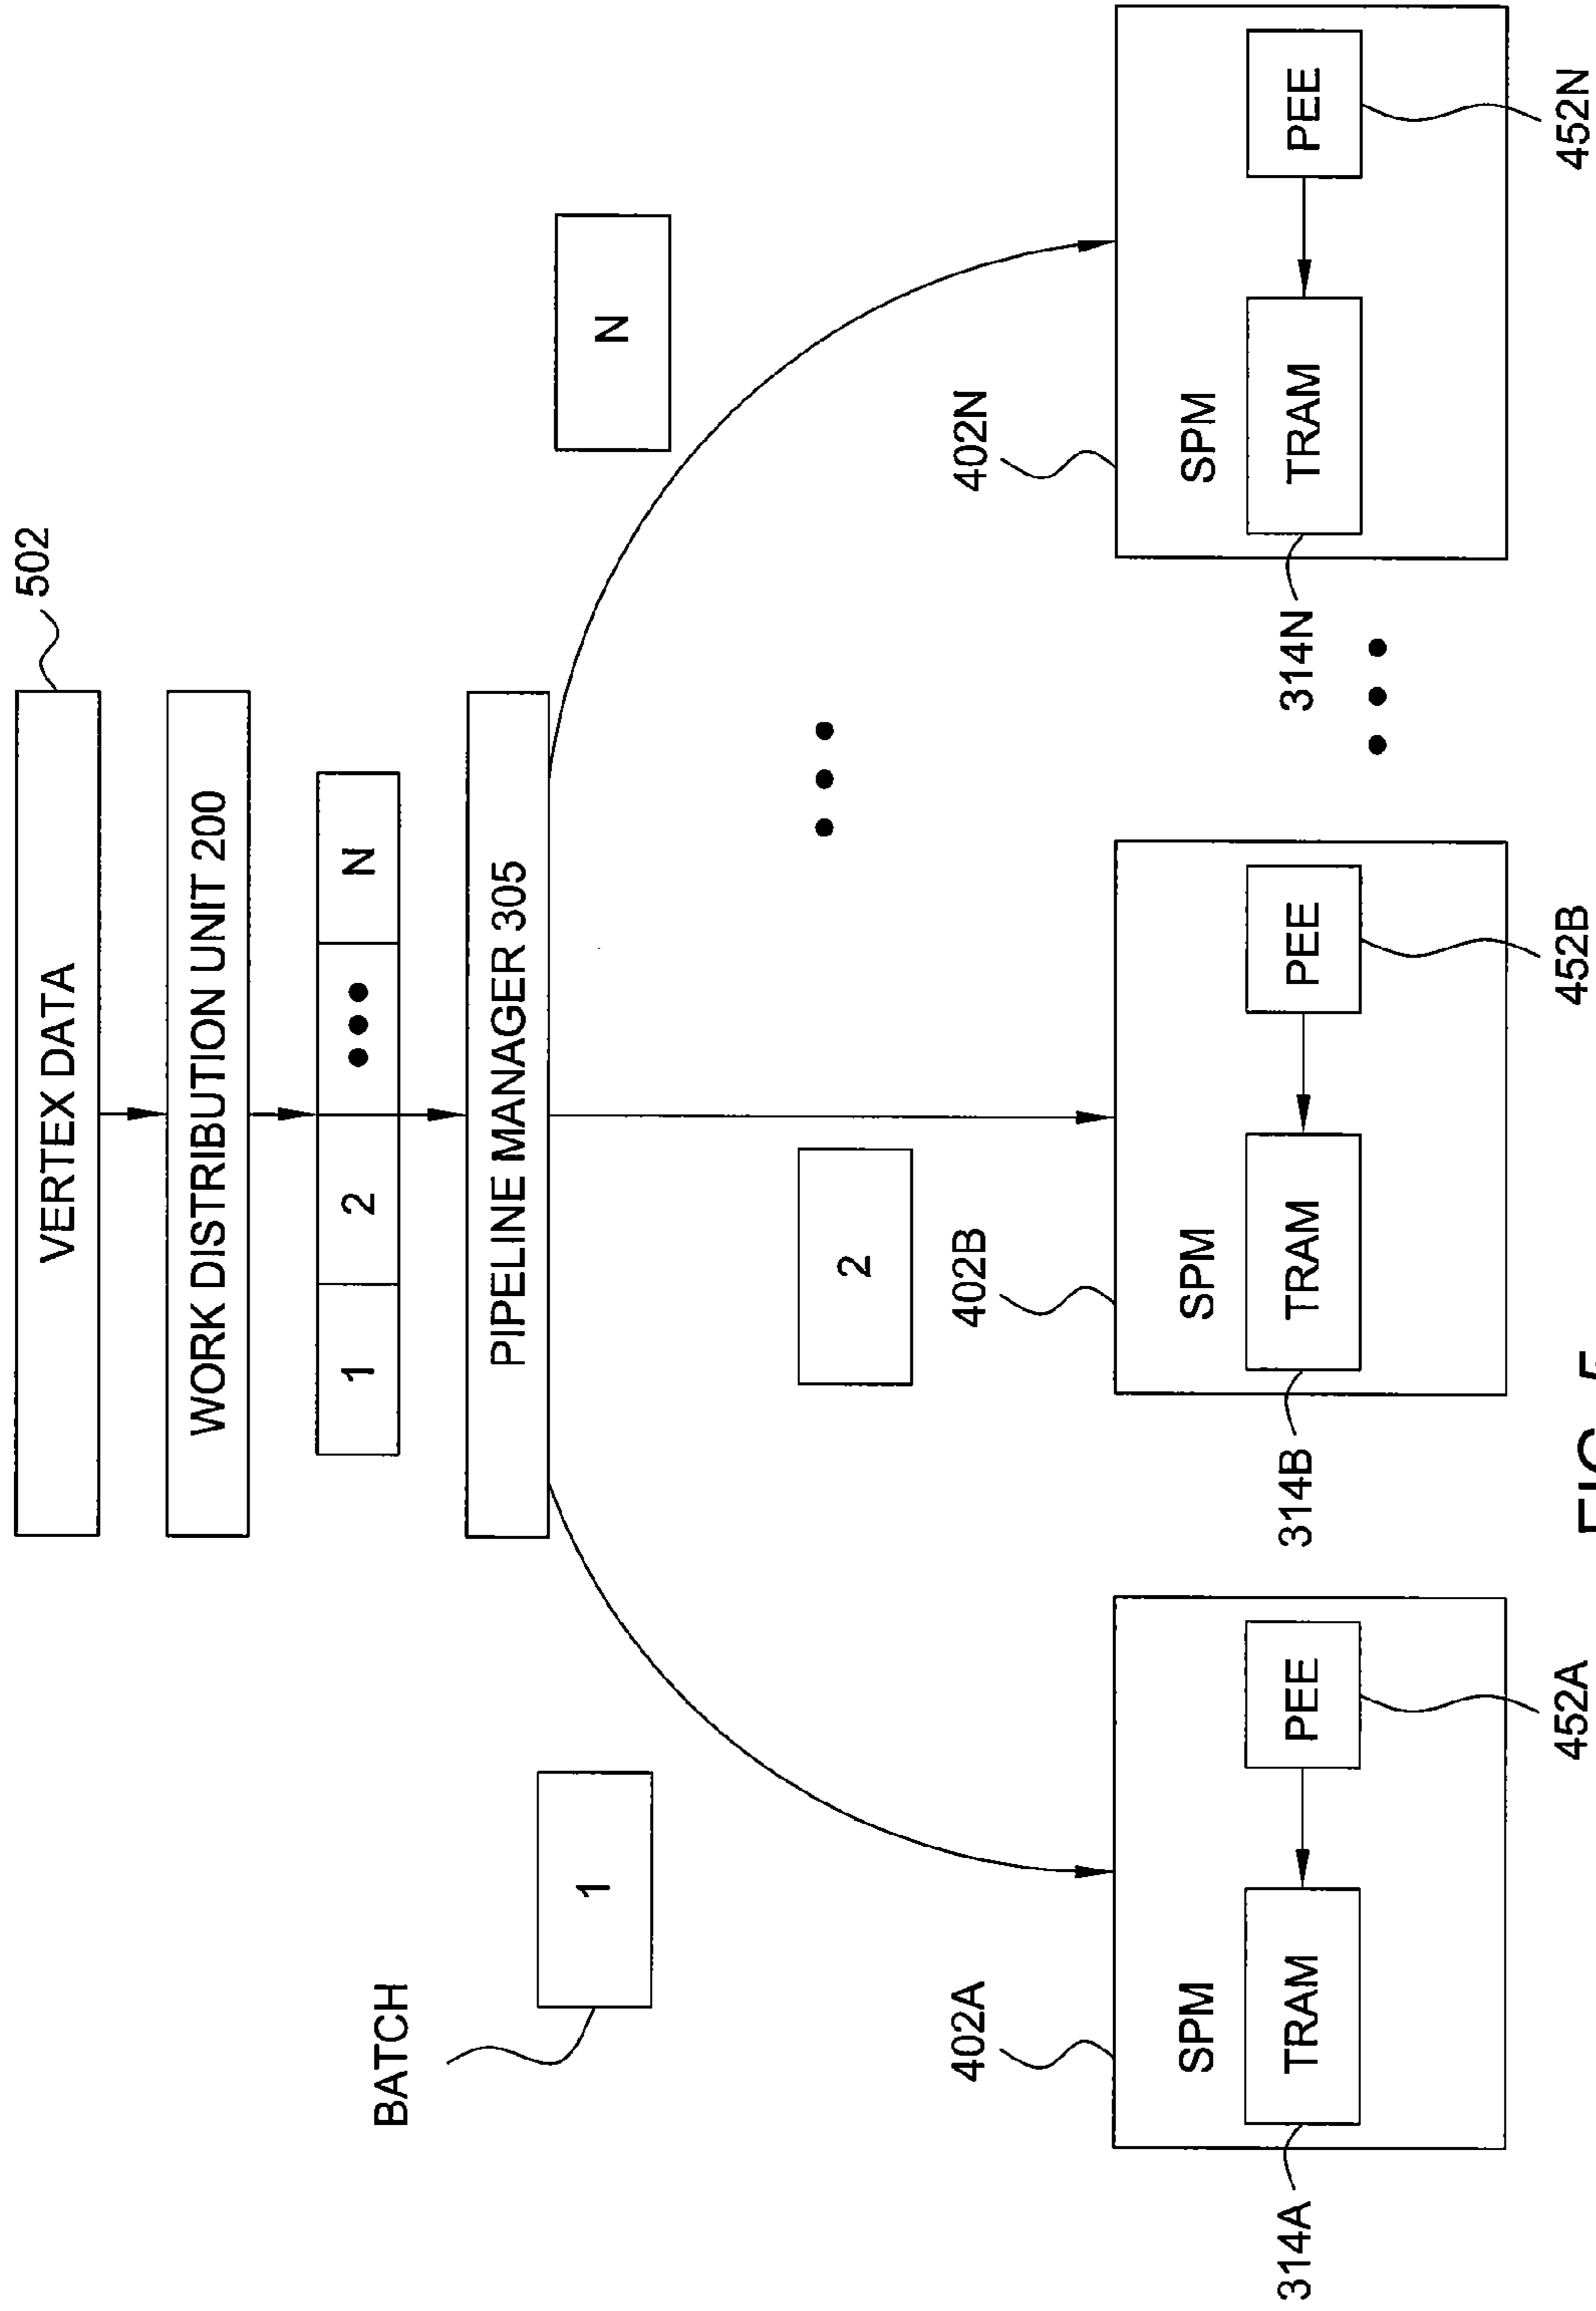 VERTEX DATA
502
WORK DISTRIBUTION UNIT 200
1 2 ••• N
PIPELINE MANAGER 305
BATCH
1
2
•••
N
402A
402B
402N
SPM
TRAM
PEE
314A
452A
SPM
TRAM
PEE
314B
452B
•••
SPM
TRAM
PEE
314N
452N